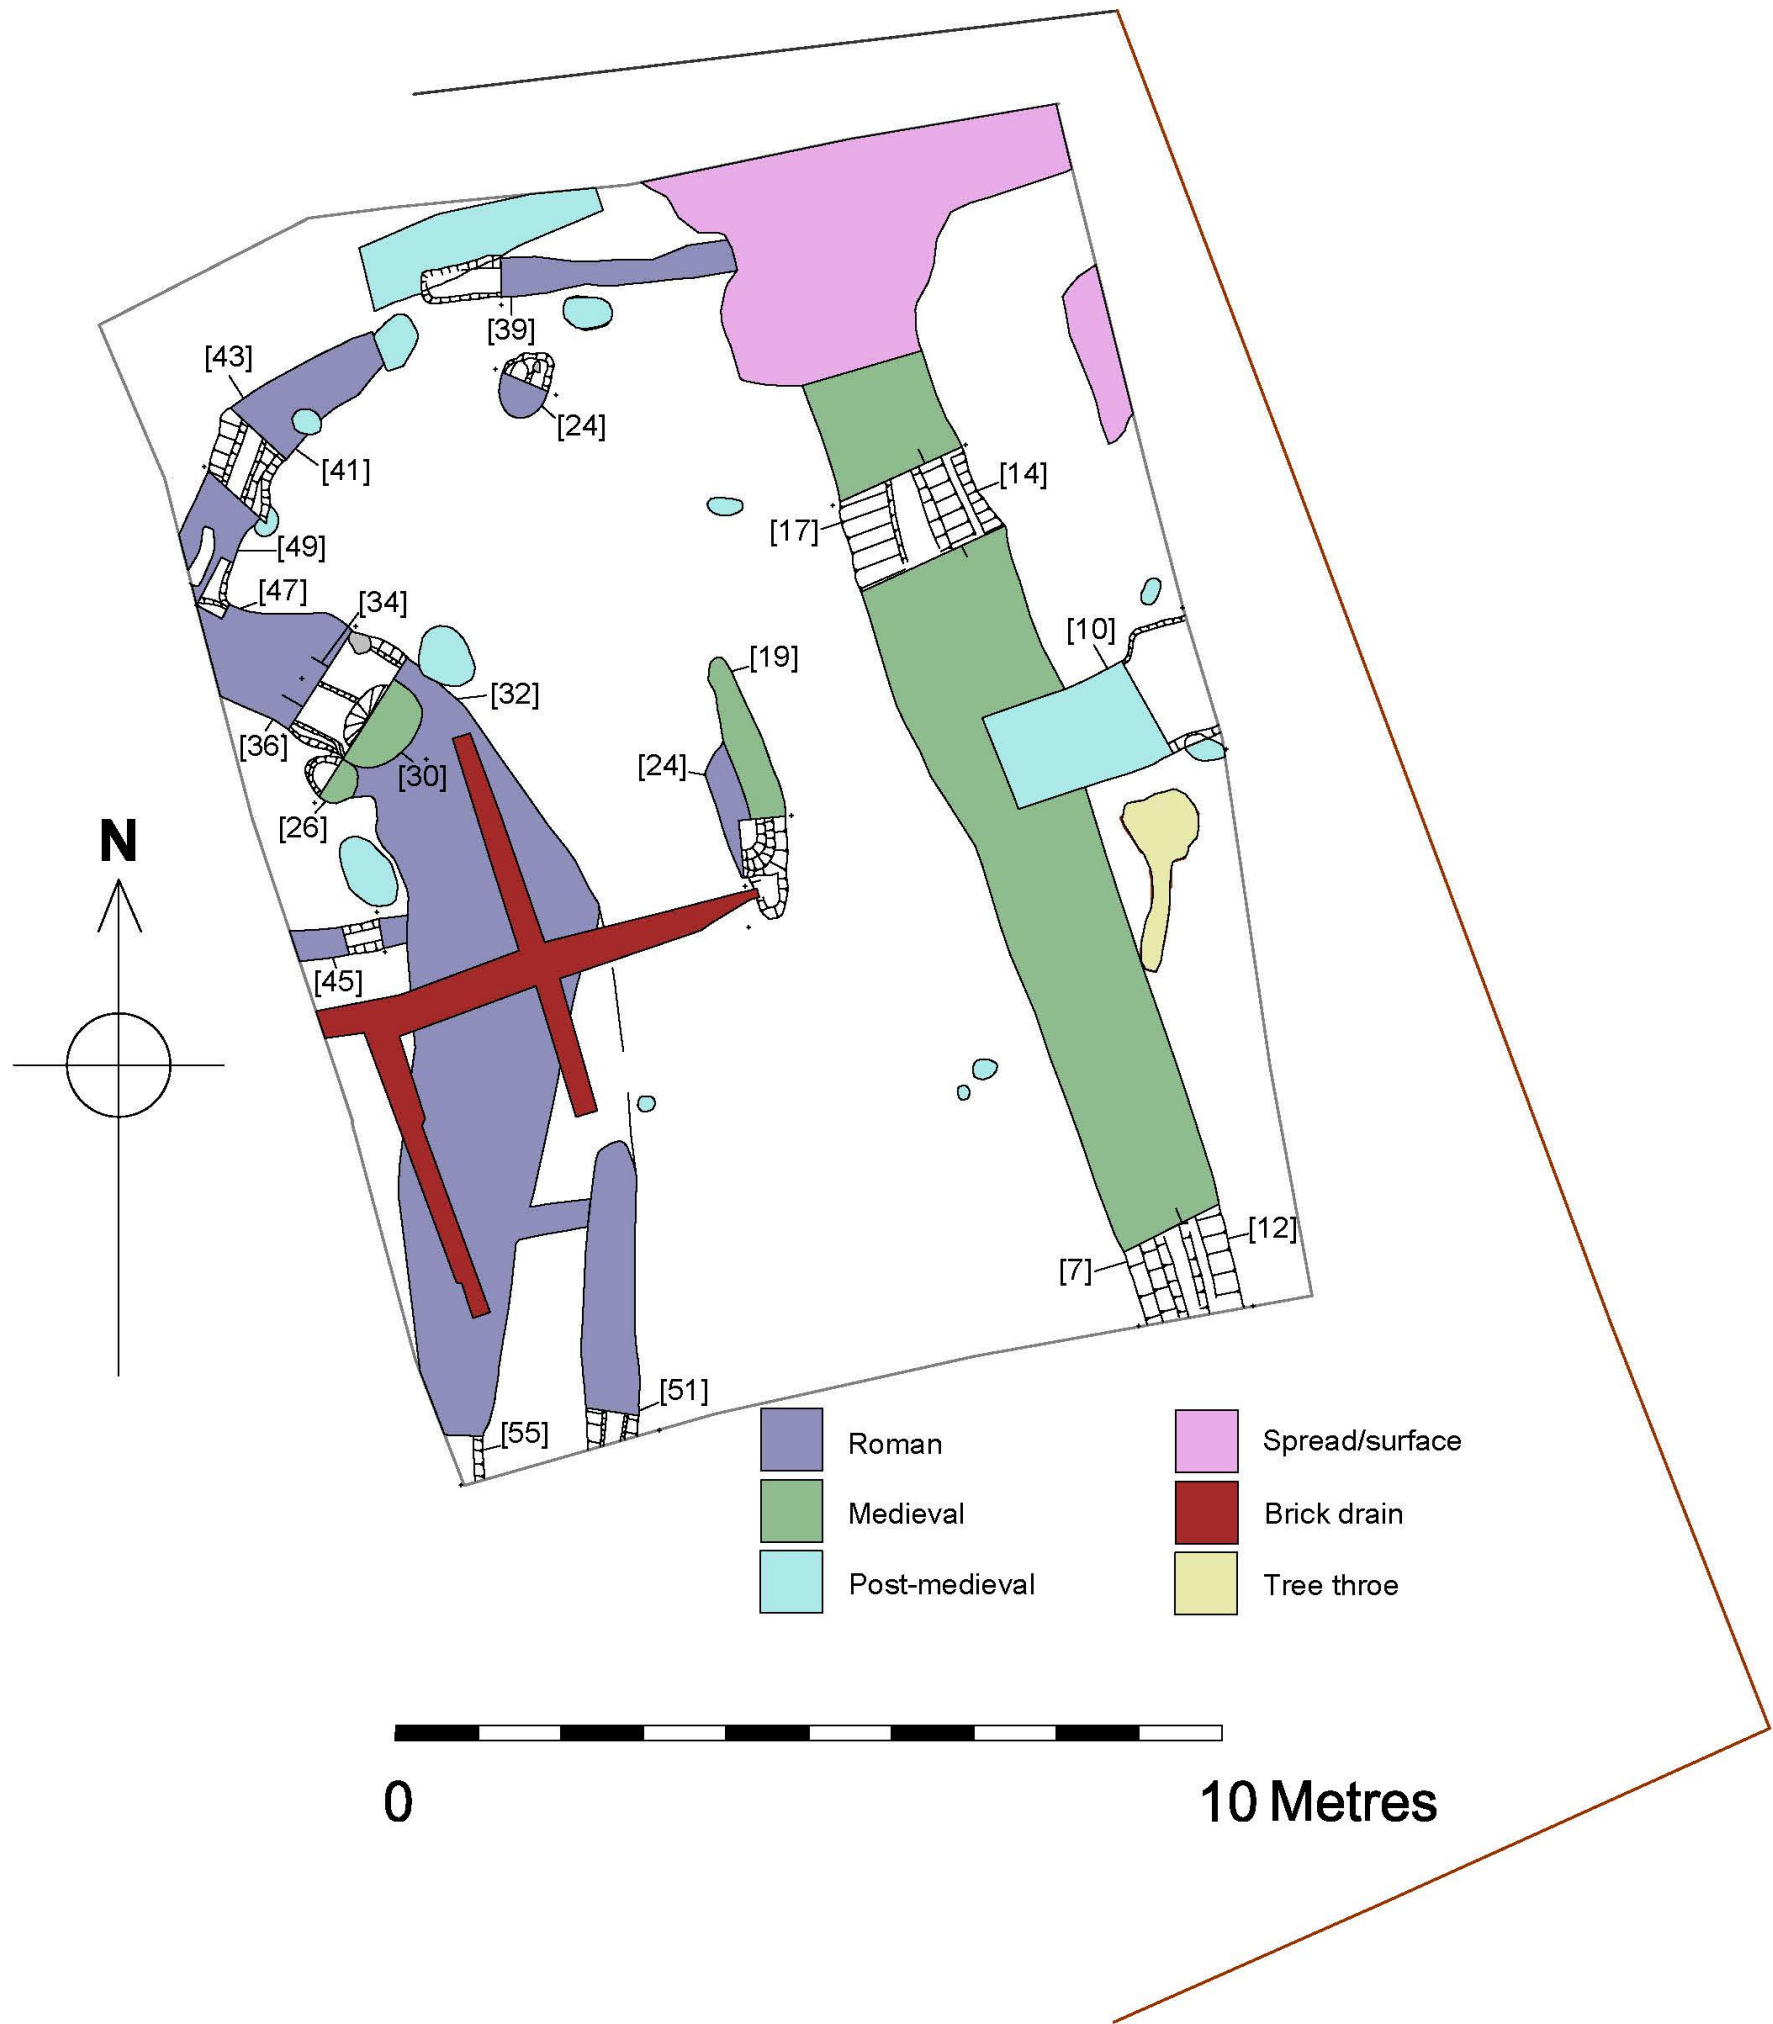 [39]
[43]
[24]
[41]
[14]
[17]
[49]
[47]
[34]
[10]
[19]
[32]
[36]
[24]
[30]
[26]
N
[45]
[12]
[7]
[51]
[55]
Roman
Spread/surface
Medieval
Brick drain
Post-medieval
Tree throe
0
10 Metres